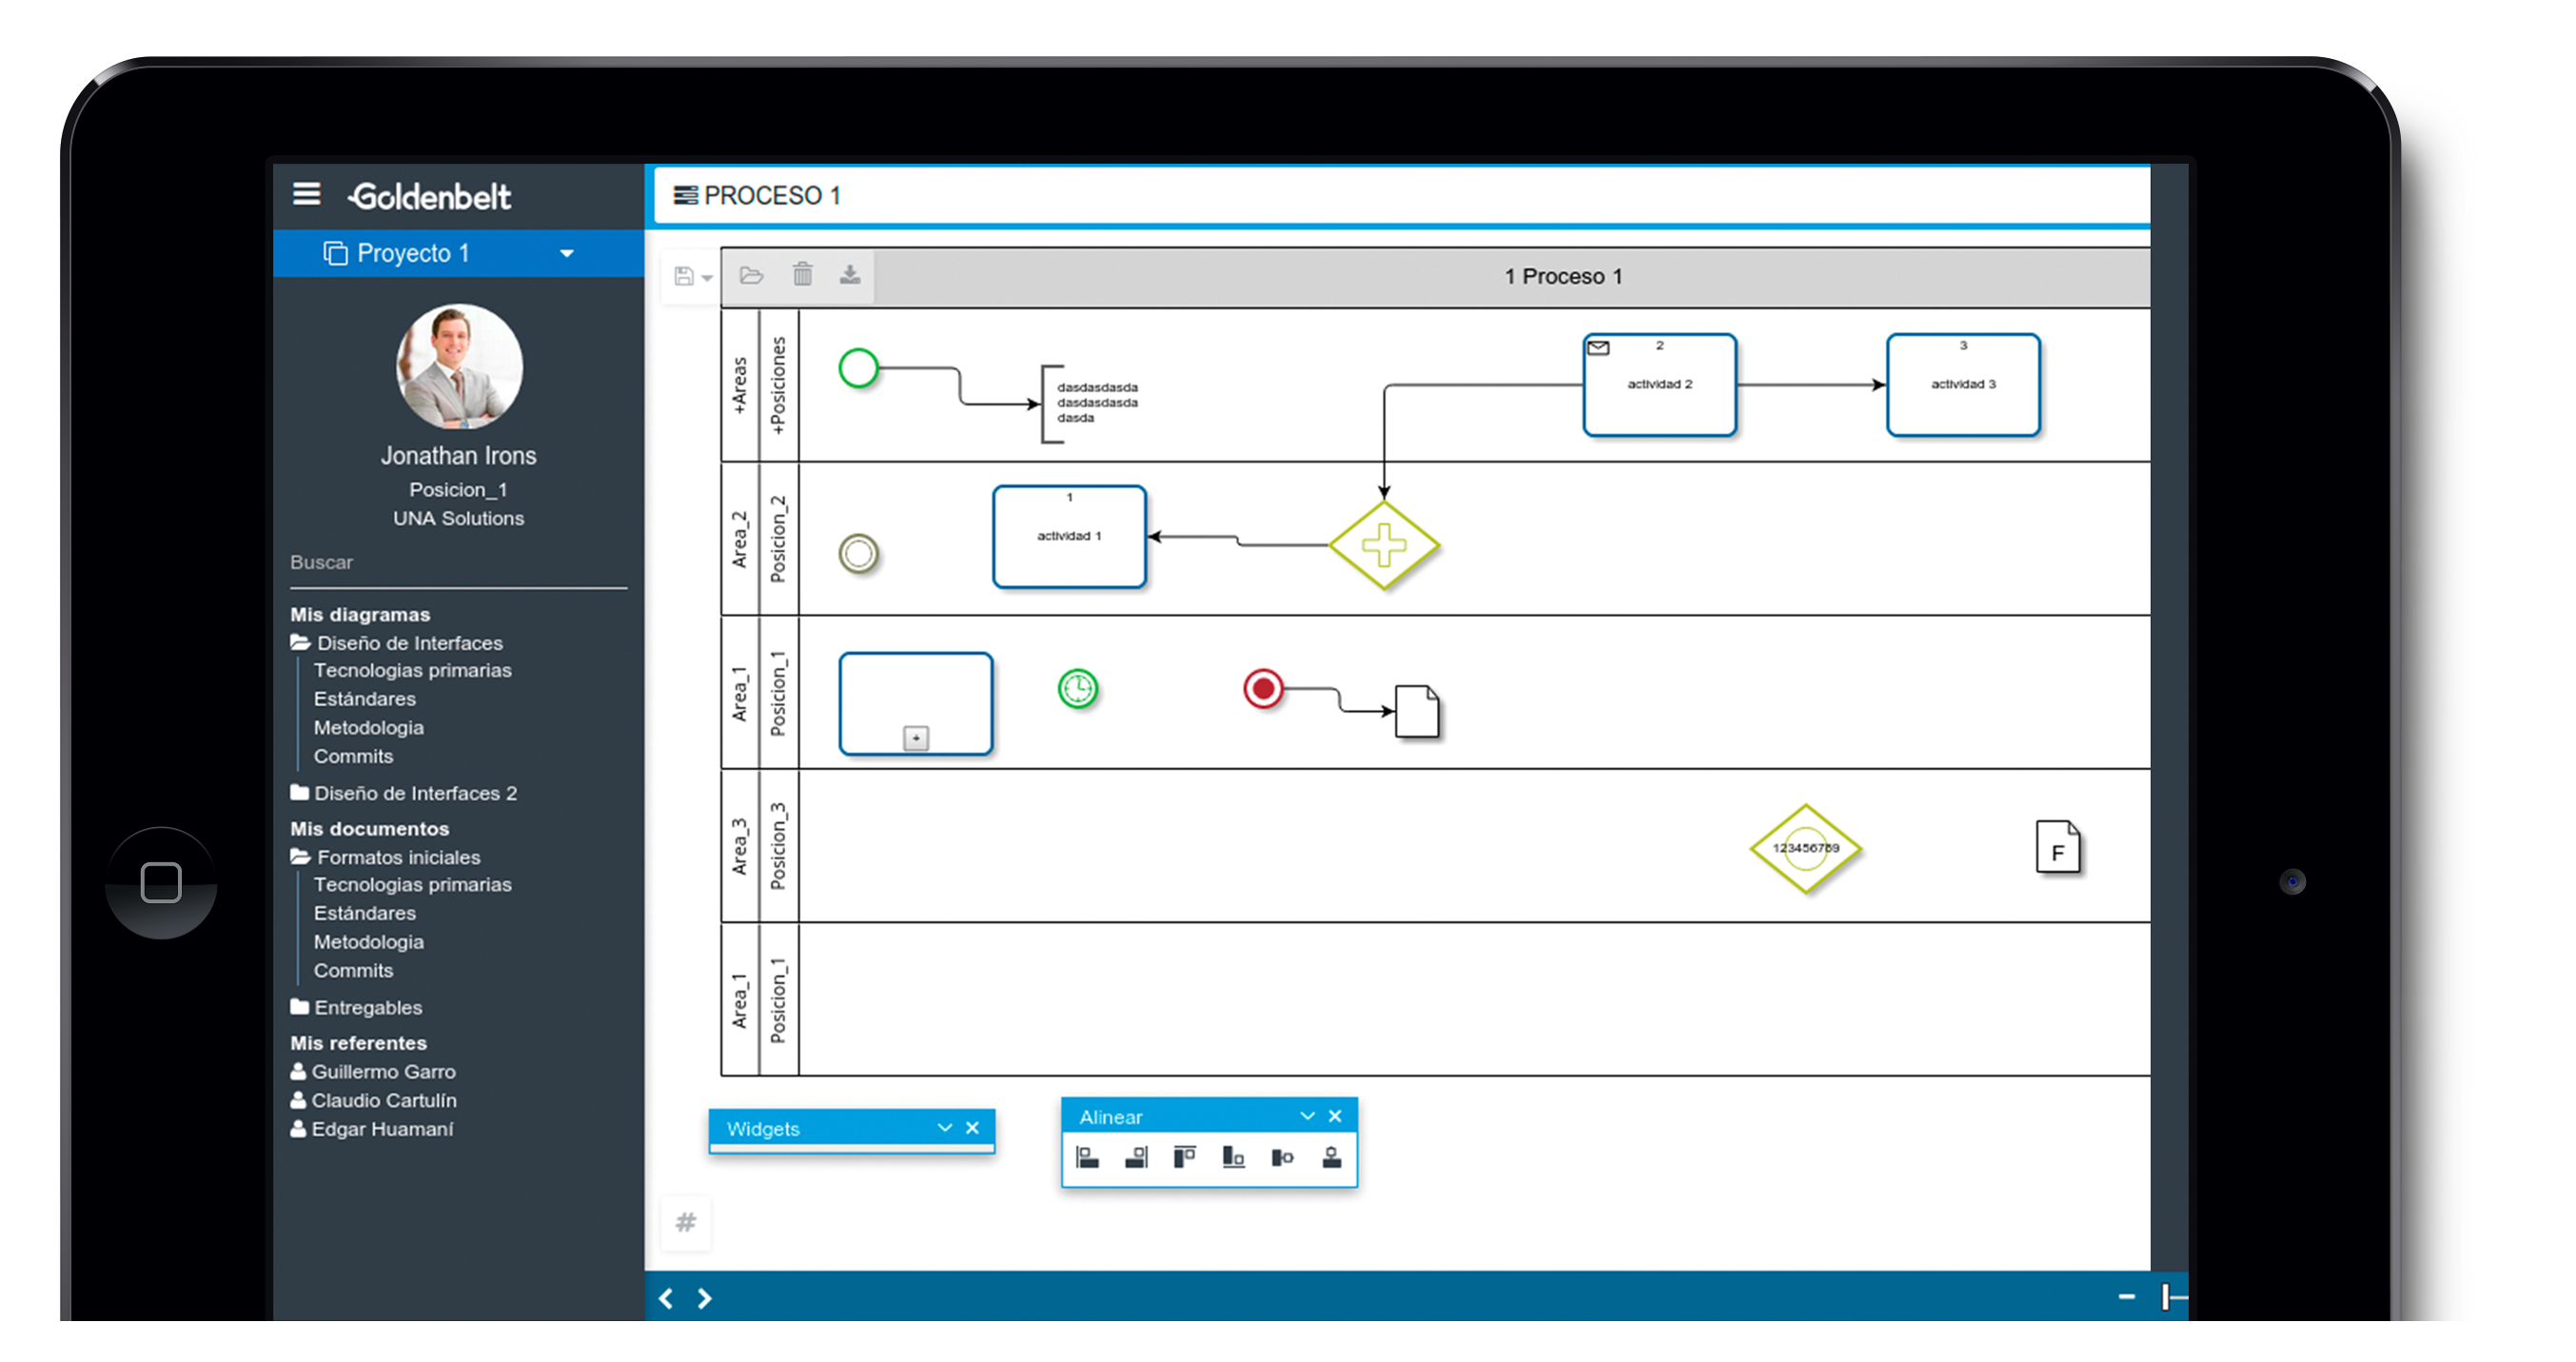 Goldenbelt
PROCESO 1
Proyecto 1
Jonathan Irons
Posicion_1
UNA Solutions
Buscar
Mis diagramas
Diseño de Interfaces
Tecnologias primarias
Estándares
Metodologia
Commits
Diseño de Interfaces 2
Mis documentos
Formatos iniciales
Tecnologias primarias
Estándares
Metodologia
Commits
Entregables
Mis referentes
Guillermo Garro
Claudio Cartulín
Edgar Huamaní
1 Proceso 1
+Areas
+Posiciones
dasdasdasda
dasdasdasda
dasda
2
actividad 2
3
actividad 3
Area_2
Posicion_2
1
actividad 1
Area_1
Posicion_1
+
Area_3
Posicion_3
123456789
F
Area_1
Posicion_1
Widgets
Alinear
#